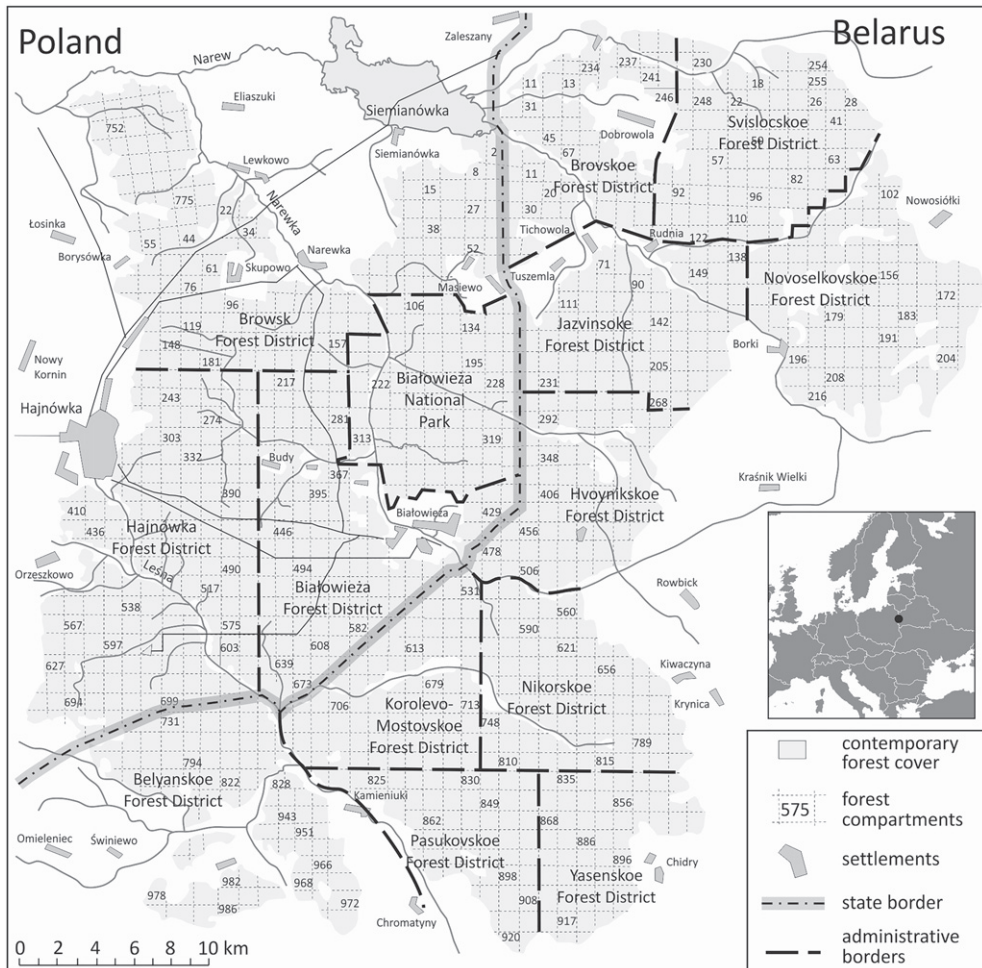 Poland
Belarus
Zaleszany
Narew
Eliaszuki
Siemianówka
Siemianówka
Dobrowola
Svislocskoe
Forest District
Brovskoe
Forest District
Lewkowo
Narewka
Łosinka
Borysówka
Skupowo
Narewka
Masiewo
Tichowola
Tuszemla
Rudnia
Nowosiółki
Novoselkovskoe
Forest District
Browsk
Forest District
Jazvinsoke
Forest District
Borki
Nowy
Kornin
Hajnówka
Białowieża
National
Park
Budy
Białowieża
Hvoynikskoe
Forest District
Kraśnik Wielki
Hajnówka
Forest District
Leśna
Orzeszkowo
Białowieża
Forest District
Rowbick
Kiwaczyna
Krynica
Nikorskoe
Forest District
Korolevo-
Mostovskoe
Forest District
Belyanskoe
Forest District
Kamieniuki
Pasukovskoe
Forest District
Yasenskoe
Forest District
Chidry
Omieleniec
Świniewo
Chromatyny
752
775
22
34
44
55
61
76
96
119
148
157
181
217
15
38
27
8
2
52
106
134
195
222
228
281
313
319
367
395
243
274
303
332
390
410
436
446
429
490
494
517
538
567
575
582
597
603
608
613
627
639
673
694
699
731
794
822
828
943
951
966
968
972
978
982
986
11
13
31
45
67
11
20
30
234
237
241
246
230
248
22
18
254
255
26
28
41
50
57
63
82
92
96
110
122
102
138
149
71
90
111
142
205
231
268
292
156
172
179
183
191
196
204
208
216
348
406
456
478
506
531
560
590
621
656
679
706
713
748
789
810
815
825
830
835
849
856
862
868
886
896
898
908
917
920
contemporary
forest cover
575
forest
compartments
settlements
state border
administrative
borders
0 2 4 6 8 10 km